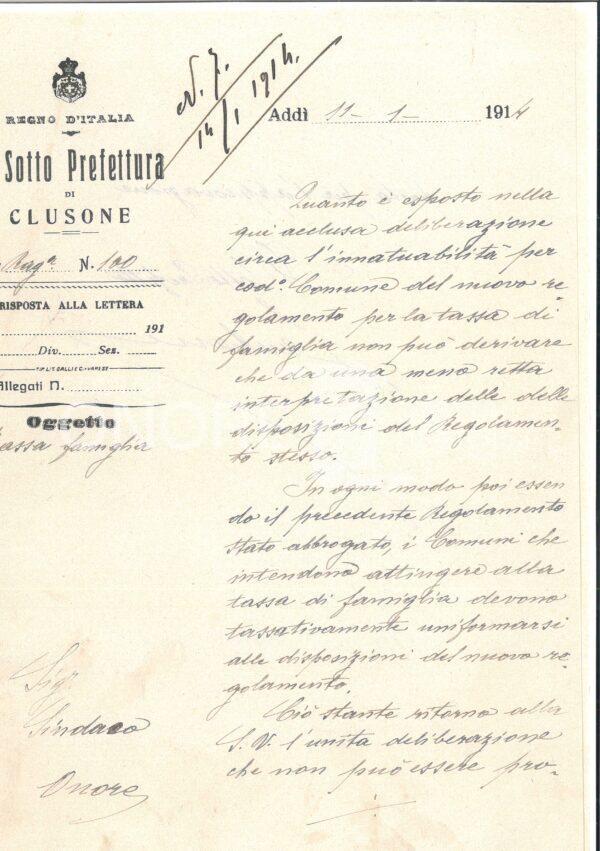 REGNO D'ITALIA
Sotto Prefettura
DI
CLUSONE
Rag.ª N. 100
RISPOSTA ALLA LETTERA
191
Div. Sez.
Allegati N.
Oggetto
tassa famiglia
Sig.
Sindaco
Onore
14/1 1914.
Addì 11-1- 1914
Quanto è esposto nella
qui acclusa deliberazione
circa l'innatuabilità per
cod.º Comune del nuovo re-
golamento per la tassa di
famiglia non può derivare
che da una meno retta
interpretazione delle delle
disposizioni del Regolamen-
to stesso.
In ogni modo poi essen
do il precedente Regolamento
stato abbrogato, i Comuni che
intendono attingere alla
tassa di famiglia devono
tassativamente uniformarsi
alle disposizioni del nuovo re-
golamento.
Ciò stante ritorno alla
S.V. l'unita deliberazione
che non può essere pro-